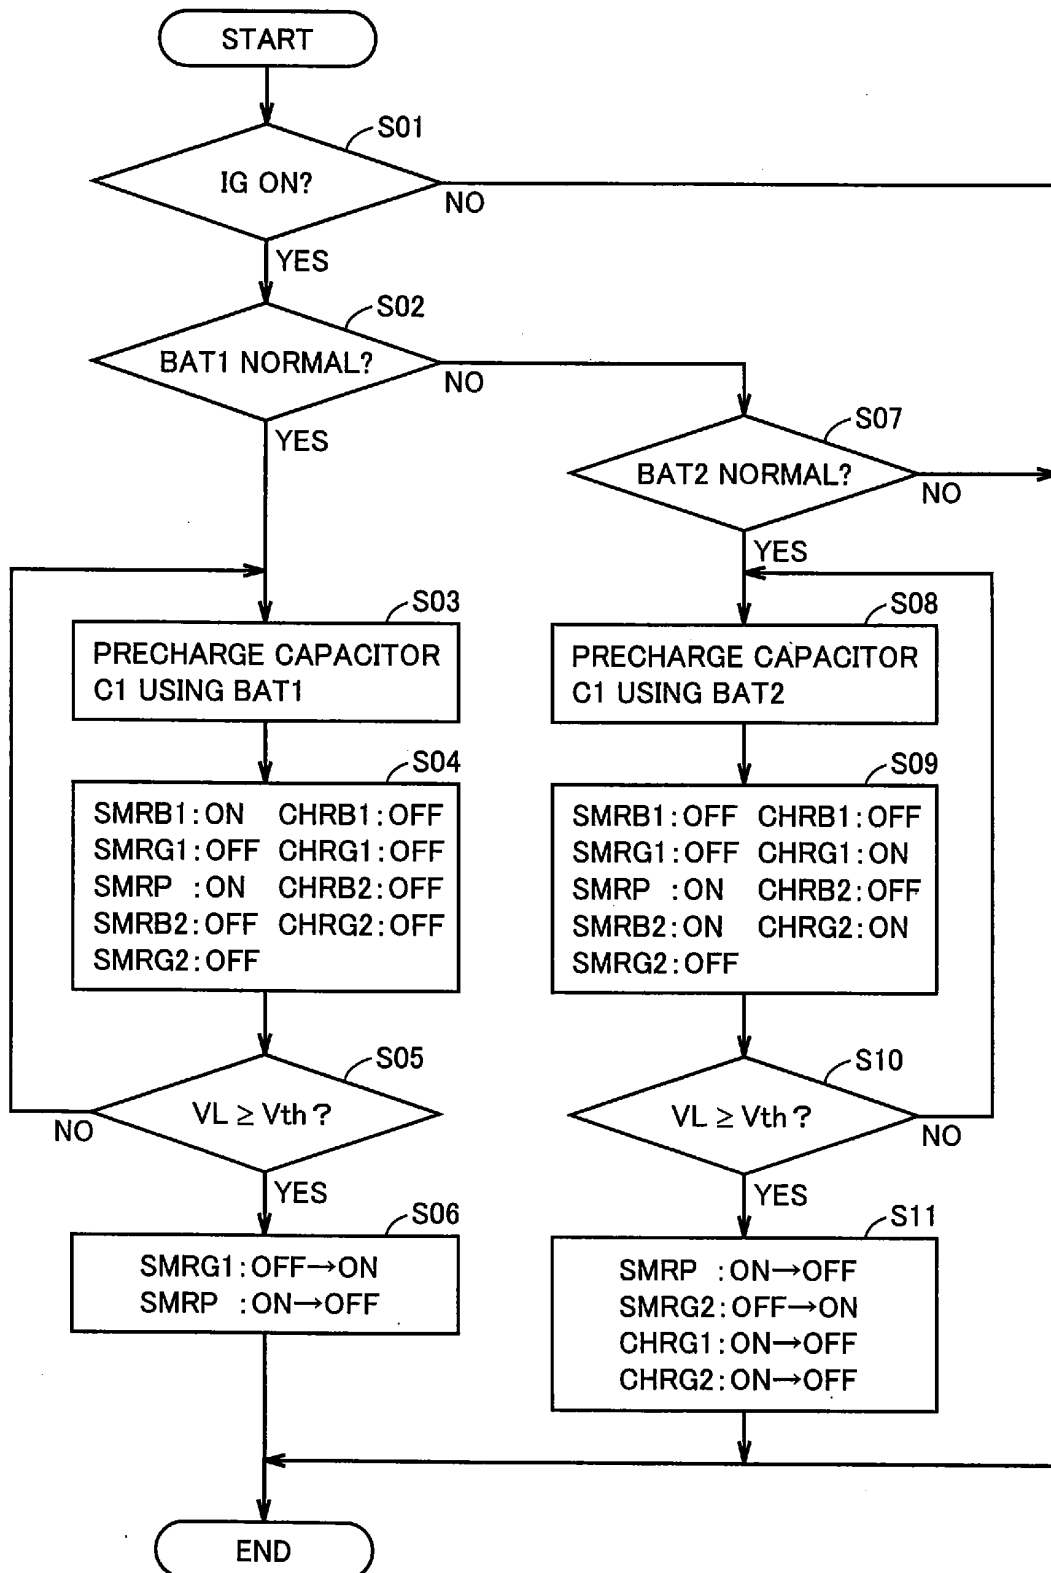 START
S01
IG ON?
NO
YES
S02
BAT1 NORMAL?
NO
YES
S07
BAT2 NORMAL?
NO
YES
S03
PRECHARGE CAPACITOR
C1 USING BAT1
S04
SMRB1:ON CHRB1:OFF
SMRG1:OFF CHRG1:OFF
SMRP :ON CHRB2:OFF
SMRB2:OFF CHRG2:OFF
SMRG2:OFF
S05
VL ≥ Vth?
NO
YES
S06
SMRG1:OFF→ON
SMRP :ON→OFF
S08
PRECHARGE CAPACITOR
C1 USING BAT2
S09
SMRB1:OFF CHRB1:OFF
SMRG1:OFF CHRG1:ON
SMRP :ON CHRB2:OFF
SMRB2:ON CHRG2:ON
SMRG2:OFF
S10
VL ≥ Vth?
NO
YES
S11
SMRP :ON→OFF
SMRG2:OFF→ON
CHRG1:ON→OFF
CHRG2:ON→OFF
END